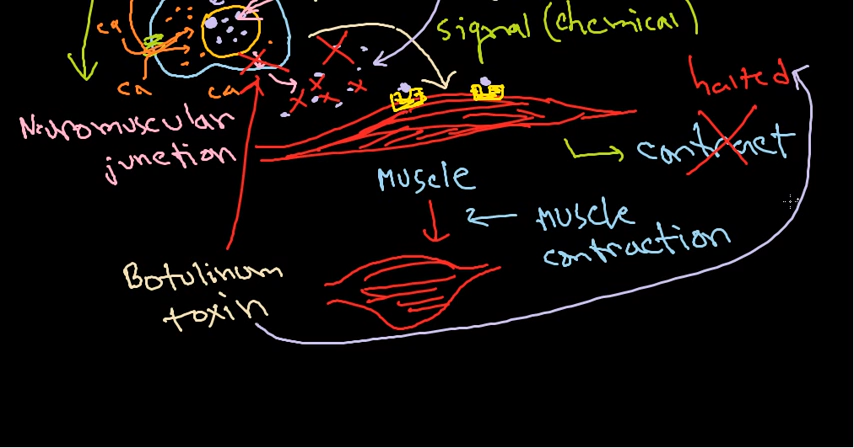 ca
signal (chemical)
ca
ca
halted
Neuromuscular
junction
contract
Muscle
muscle
contraction
Botulinum
toxin